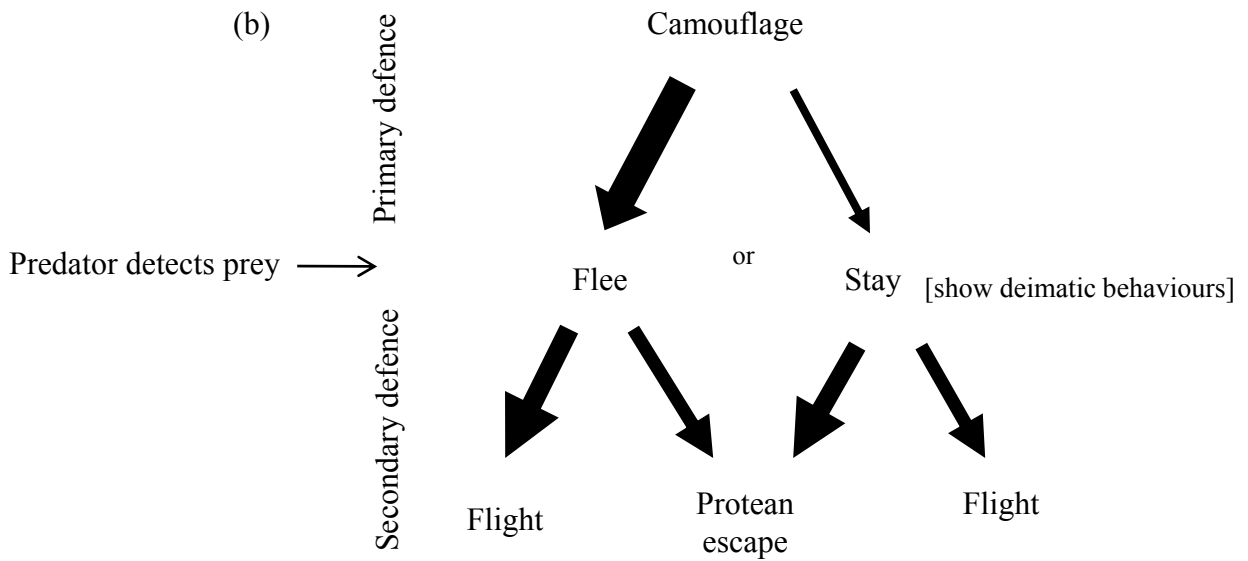 (b)
Camouflage
Primary defence
Predator detects prey
Flee
or
Stay
[show deimatic behaviours]
Secondary defence
Flight
Protean
escape
Flight